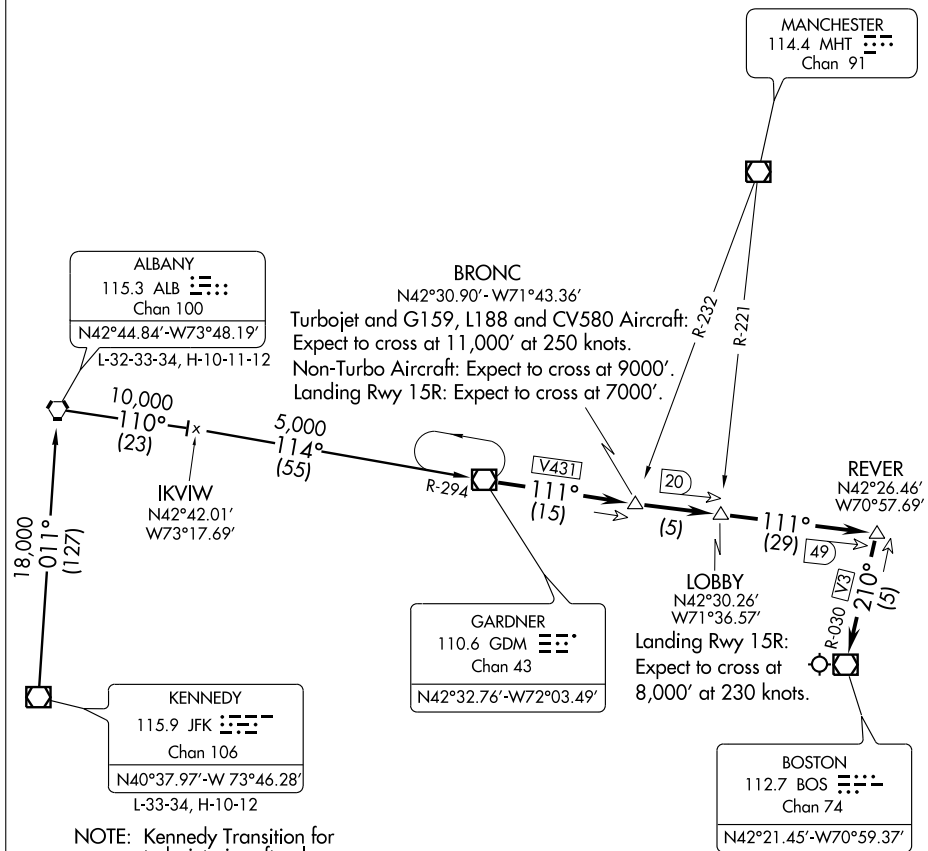 MANCHESTER
114.4 MHT
Chan 91
ALBANY
115.3 ALB
Chan 100
N42°44.84’-W73°48.19’
L-32-33-34, H-10-11-12
BRONC
N42°30.90’- W71°43.36’
Turbojet and G159, L188 and CV580 Aircraft:
Expect to cross at 11,000’ at 250 knots.
Non-Turbo Aircraft: Expect to cross at 9000’.
Landing Rwy 15R: Expect to cross at 7000’.
R-232
R-221
10,000
110°
(23)
IKVIW
N42°42.01’
W73°17.69’
5,000
114°
(55)
R-294
V431
111°
(15)
20
(5)
111°
(29)
49
REVER
N42°26.46’
W70°57.69’
18,000
011°
(127)
LOBBY
N42°30.26’
W71°36.57’
Landing Rwy 15R:
Expect to cross at
8,000’ at 230 knots.
R-030
V3
210°
(5)
GARDNER
110.6 GDM
Chan 43
N42°32.76’-W72°03.49’
KENNEDY
115.9 JFK
Chan 106
N40°37.97’-W 73°46.28’
L-33-34, H-10-12
BOSTON
112.7 BOS
Chan 74
N42°21.45’-W70°59.37’
NOTE: Kennedy Transition for